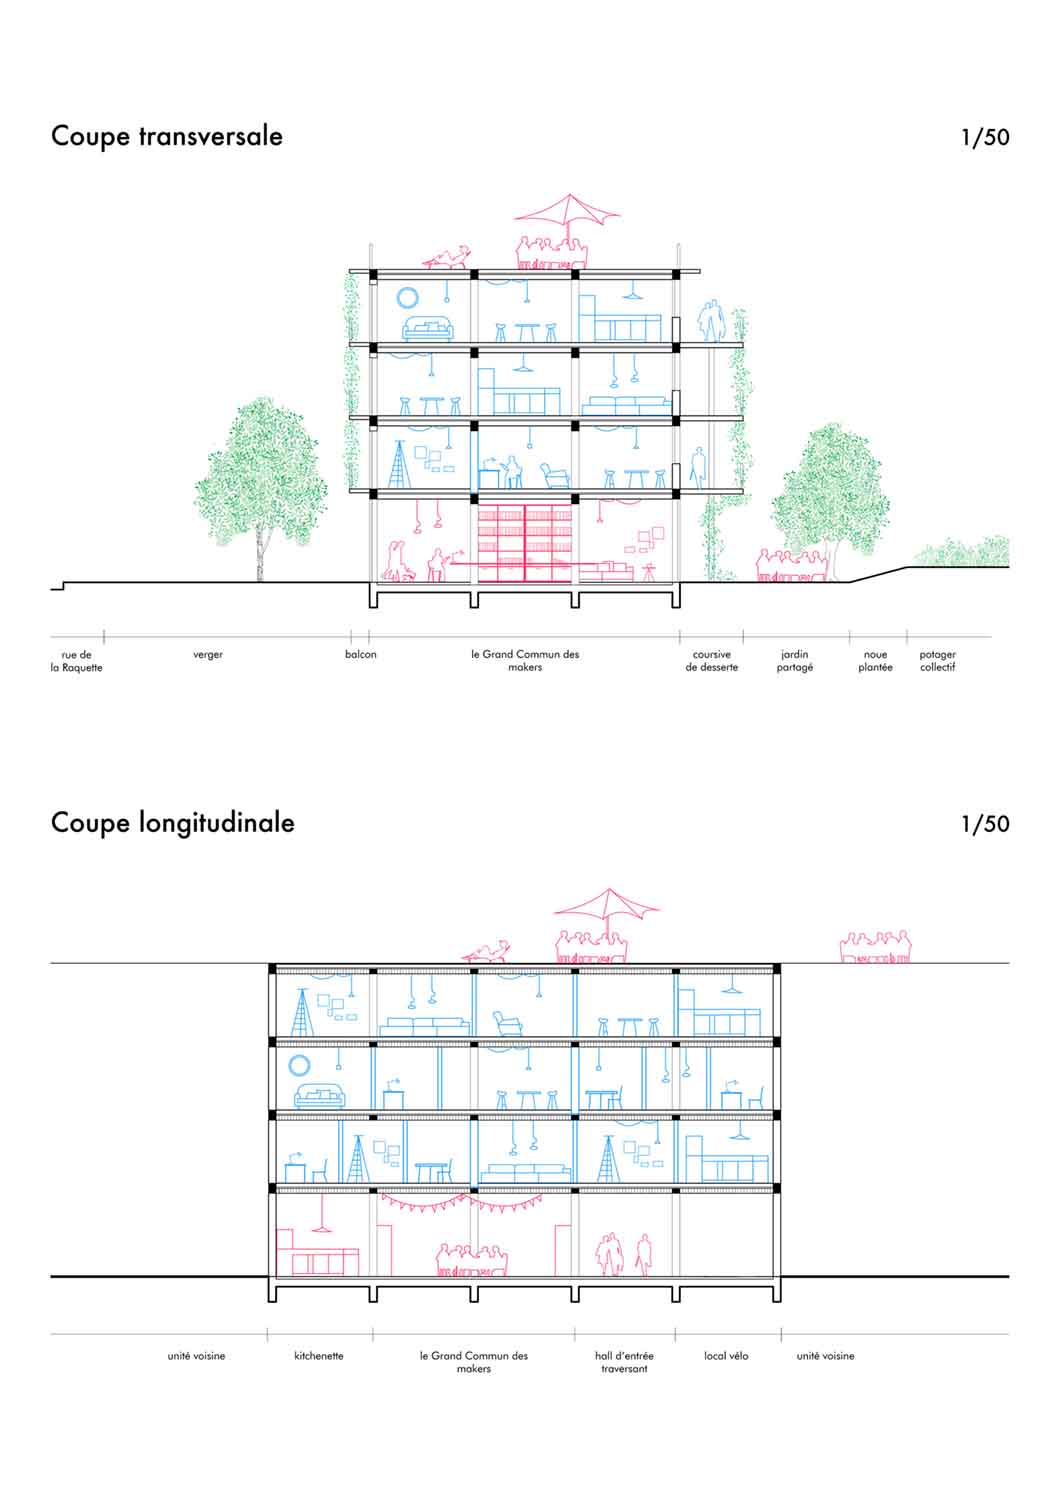 Coupe transversale 1/50
rue de
la Raquette
verger
balcon
le Grand Commun des
makers
coursive
de desserte
jardin
partagé
noue
plantée
potager
collectif
Coupe longitudinale 1/50
unité voisine
kitchenette
le Grand Commun des
makers
hall d'entrée
traversant
local vélo
unité voisine